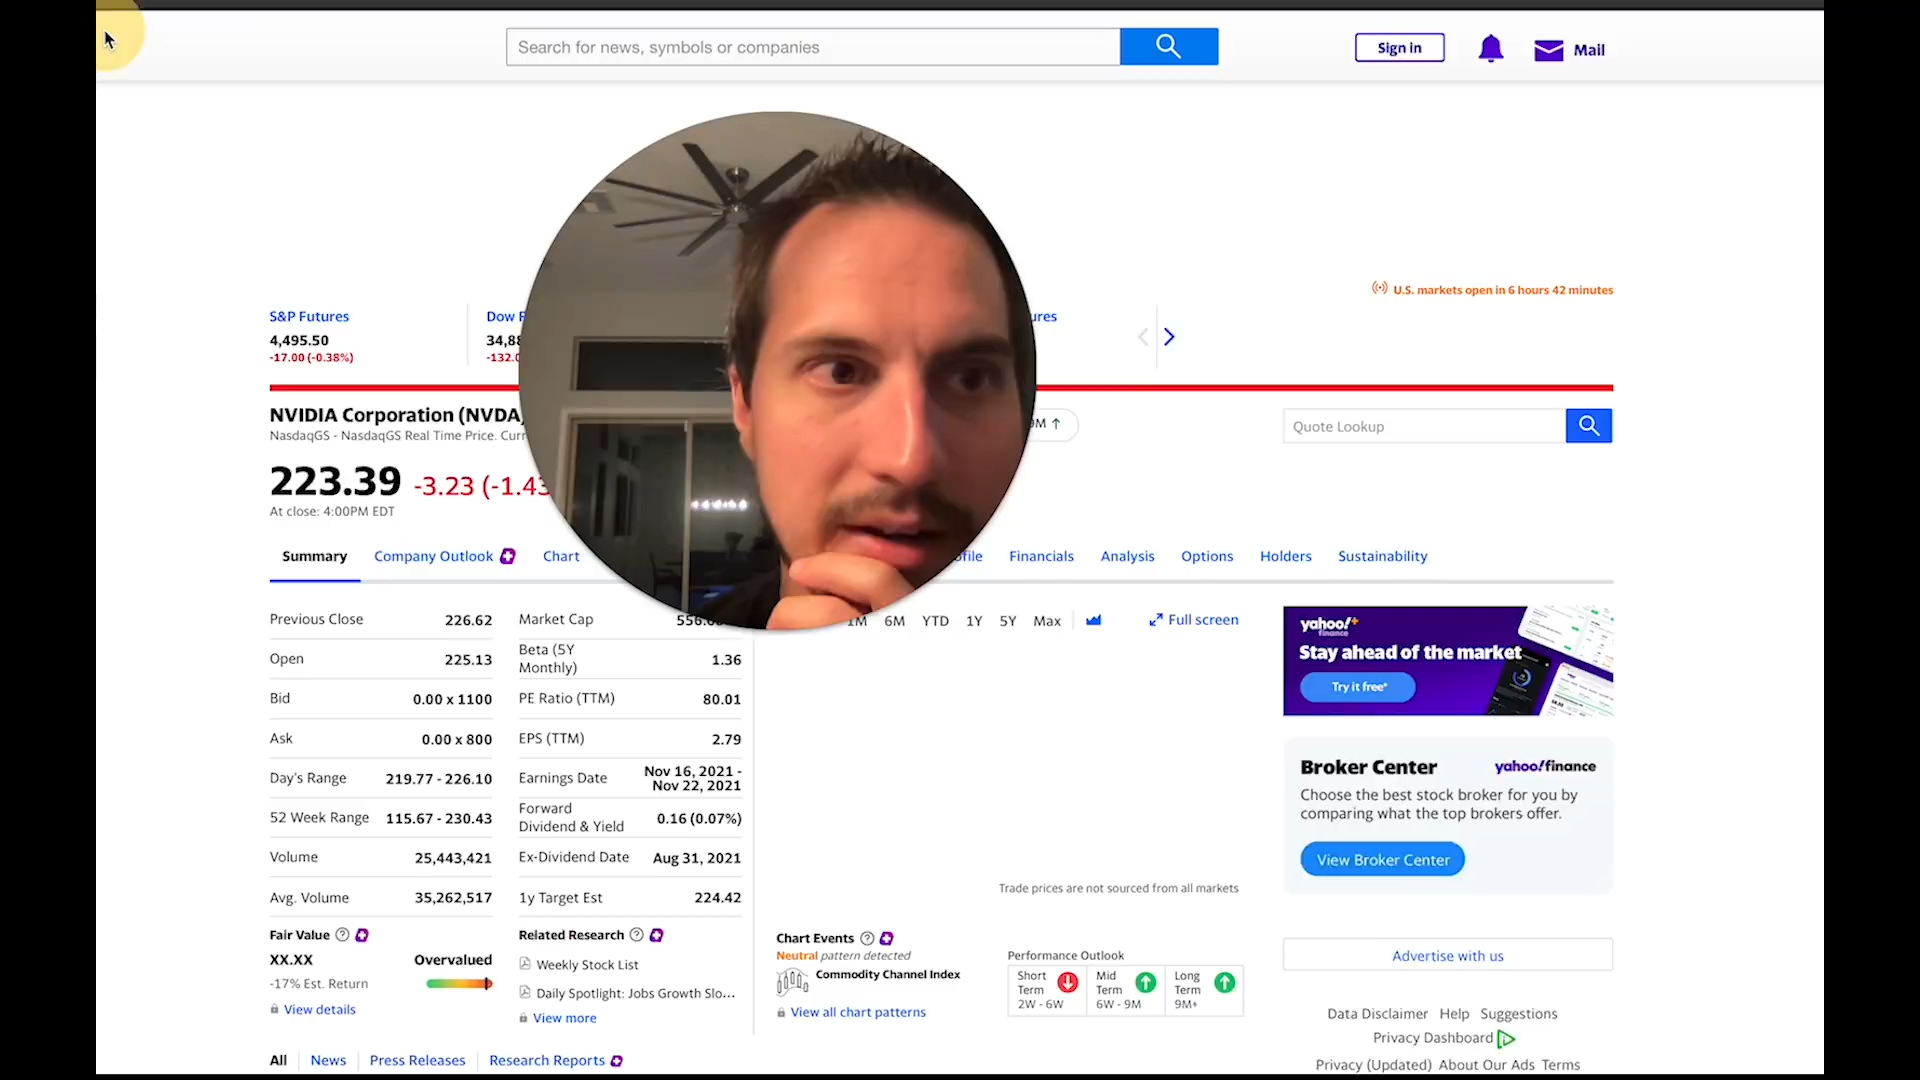 Search for news, symbols or companies
Sign in
Mail
U.S. markets open in 6 hours 42 minutes
S&P Futures
Dow
4,495.50
-17.00 (-0.38%)
NVIDIA Corporation (NVDA
NasdaqGS - NasdaqGS Real Time Price.
Quote Lookup
223.39 -3.23 (-1.43
At close: 4:00PM EDT
Summary
Company Outlook
Chart
Financials
Analysis
Options
Holders
Sustainability
1M 6M YTD 1Y 5Y Max
Full screen
Previous Close 226.62
Open 225.13
Bid 0.00 x 1100
Ask 0.00 x 800
Day's Range 219.77 - 226.10
52 Week Range 115.67 - 230.43
Volume 25,443,421
Avg. Volume 35,262,517
Market Cap
Beta (5Y
Monthly) 1.36
PE Ratio (TTM) 80.01
EPS (TTM) 2.79
Earnings Date Nov 16, 2021 -
Nov 22, 2021
Forward
Dividend & Yield 0.16 (0.07%)
Ex-Dividend Date Aug 31, 2021
1y Target Est 224.42
Trade prices are not sourced from all markets
yahoo!+
finance
Stay ahead of the market
Try it free*
Broker Center yahoo!finance
Choose the best stock broker for you by
comparing what the top brokers offer.
View Broker Center
Fair Value
XX.XX Overvalued
-17% Est. Return
View details
Related Research
Weekly Stock List
Daily Spotlight: Jobs Growth Slo...
View more
Chart Events
Neutral pattern detected
Commodity Channel Index
View all chart patterns
Performance Outlook
Short
Term
2W - 6W
Mid
Term
6W - 9M
Long
Term
9M+
Advertise with us
Data Disclaimer Help Suggestions
Privacy Dashboard
Privacy (Updated) About Our Ads Terms
All News Press Releases Research Reports